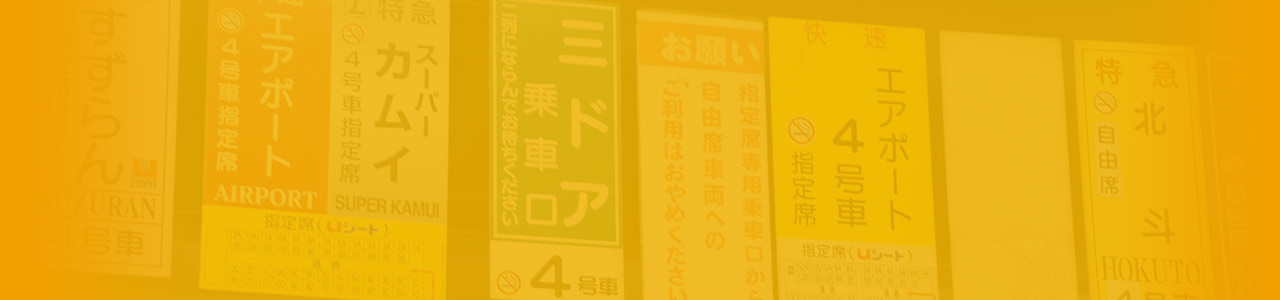 すずらん
UZURAN
4号車
エアポート
4号車指定席
AIRPORT
特急
スーパー
カムイ
4号車指定席
SUPER KAMUI
指定席(uシート)
三ドア
乗車口
二列にならんでお待ちください
4号車
お願い
指定席専用乗車口から
自由席車両への
ご利用はおやめください
快速
エアポート
4号車
指定席
指定席(uシート)
特急
北斗
自由席
HOKUTO